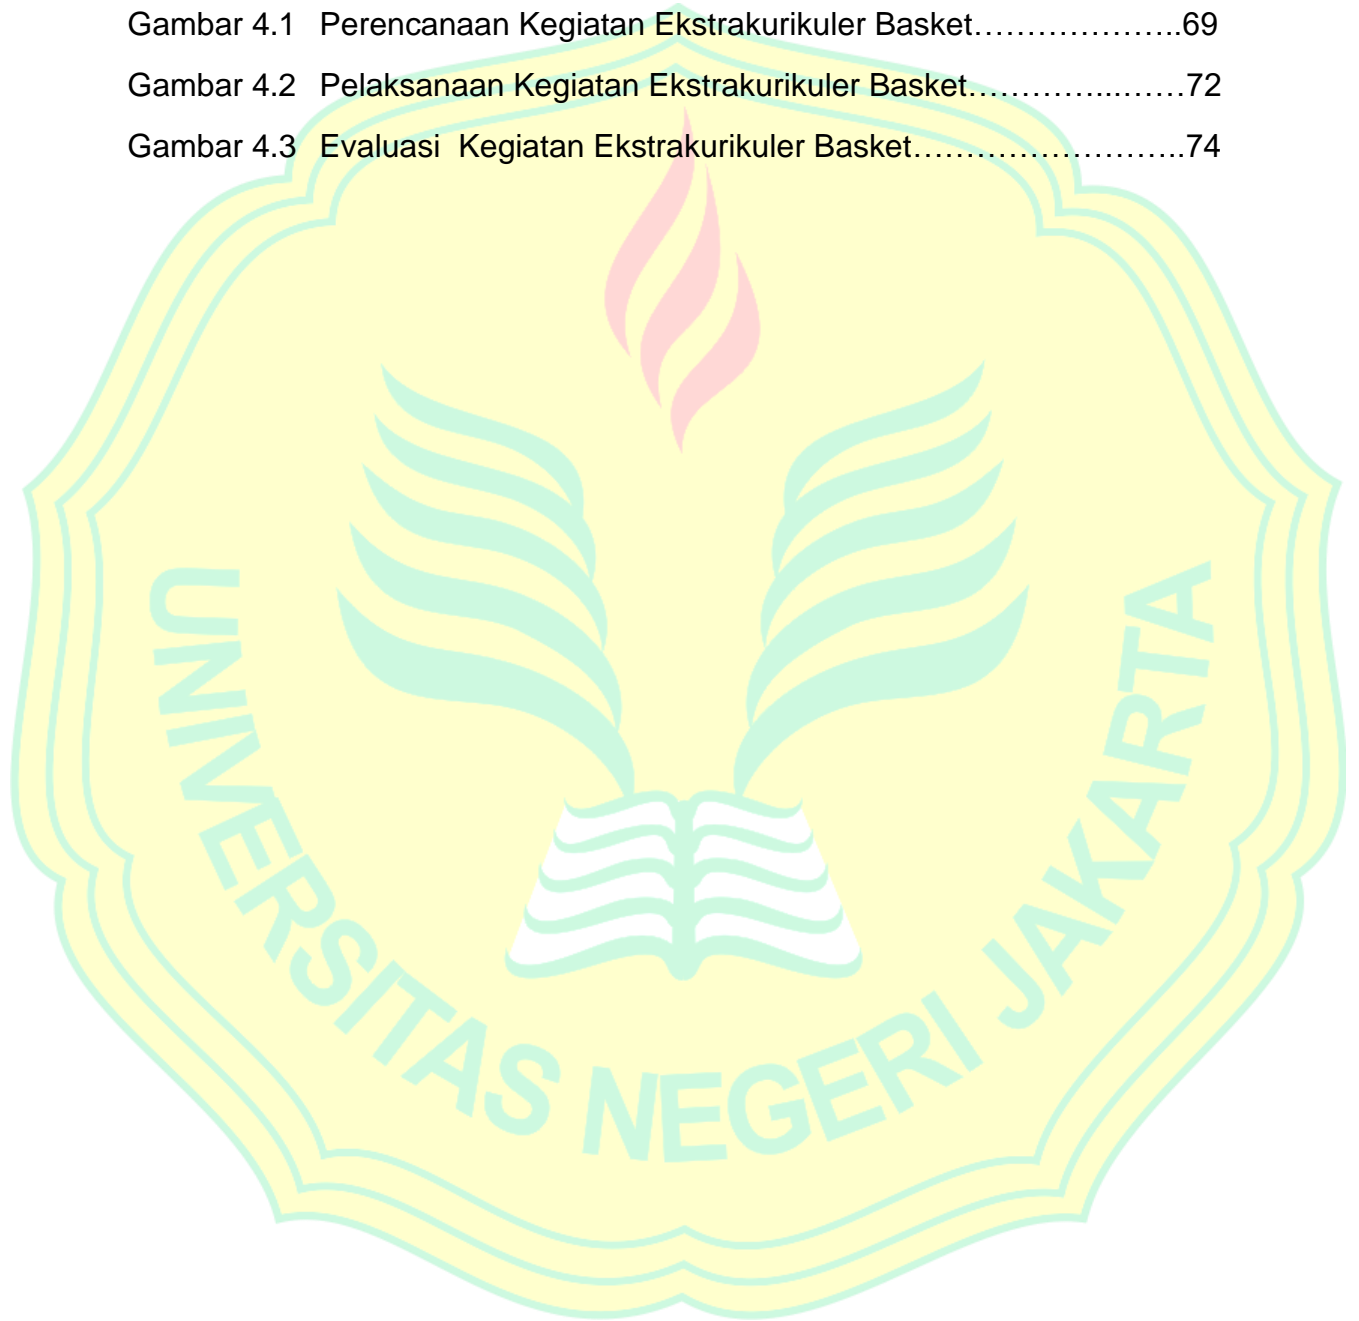 Gambar 4.1 Perencanaan Kegiatan Ekstrakurikuler Basket………………..69
Gambar 4.2 Pelaksanaan Kegiatan Ekstrakurikuler Basket…………...……72
Gambar 4.3 Evaluasi Kegiatan Ekstrakurikuler Basket……………………..74
UNIVERSITAS NEGERI JAKARTA